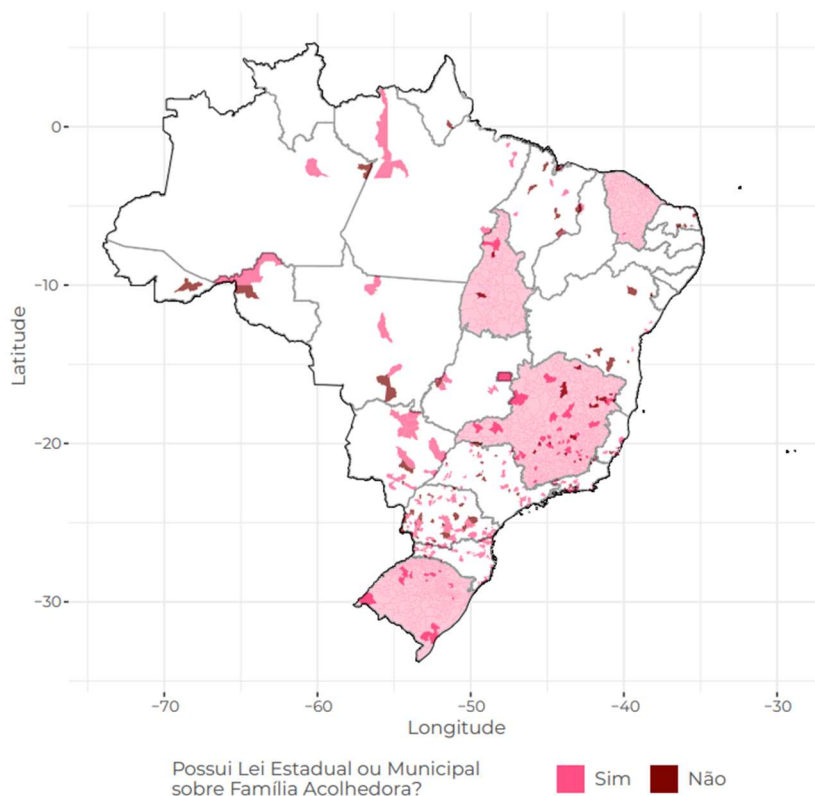 0
−10
−20
−30
Latitude
−70
−60
−50
−40
−30
Longitude
Possui Lei Estadual ou Municipal
sobre Família Acolhedora?
Sim
Não